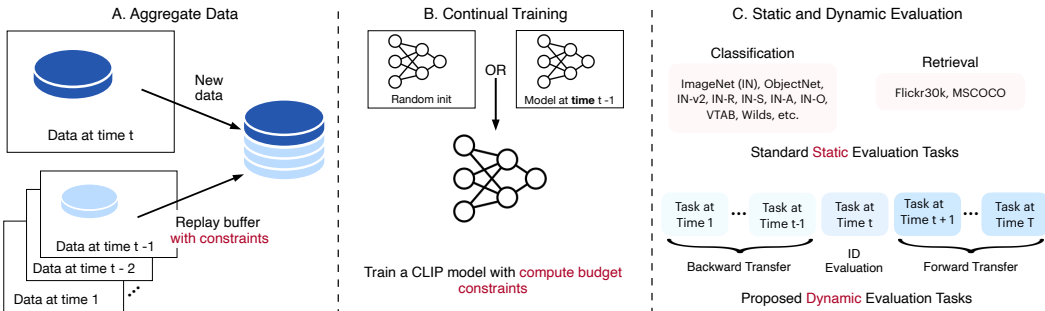 A. Aggregate Data
Data at time t
New
data
Replay buffer
with constraints
Data at time t -1
Data at time t - 2
Data at time 1
...
B. Continual Training
Random init
OR
Model at time t -1
Train a CLIP model with compute budget
constraints
C. Static and Dynamic Evaluation
Classification
ImageNet (IN), ObjectNet,
IN-v2, IN-R, IN-S, IN-A, IN-O,
VTAB, Wilds, etc.
Retrieval
Flickr30k, MSCOCO
Standard Static Evaluation Tasks
Task at
Time 1
...
Task at
Time t-1
Task at
Time t
Task at
Time t + 1
...
Task at
Time T
Backward Transfer
ID
Evaluation
Forward Transfer
Proposed Dynamic Evaluation Tasks